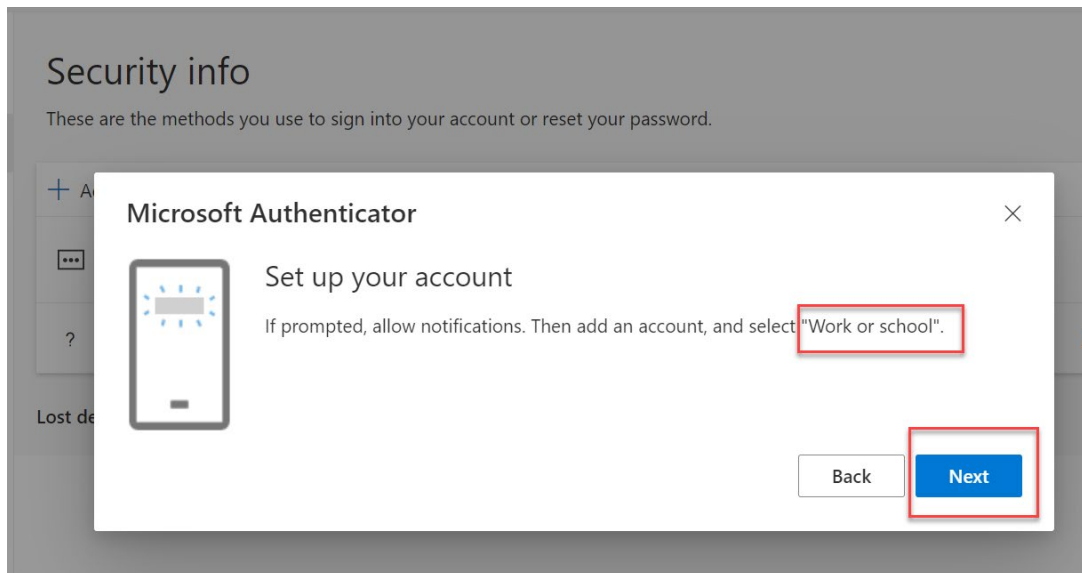 Security info
These are the methods you use to sign into your account or reset your password.
Microsoft Authenticator
Set up your account
If prompted, allow notifications. Then add an account, and select "Work or school".
?
Lost
Back
Next